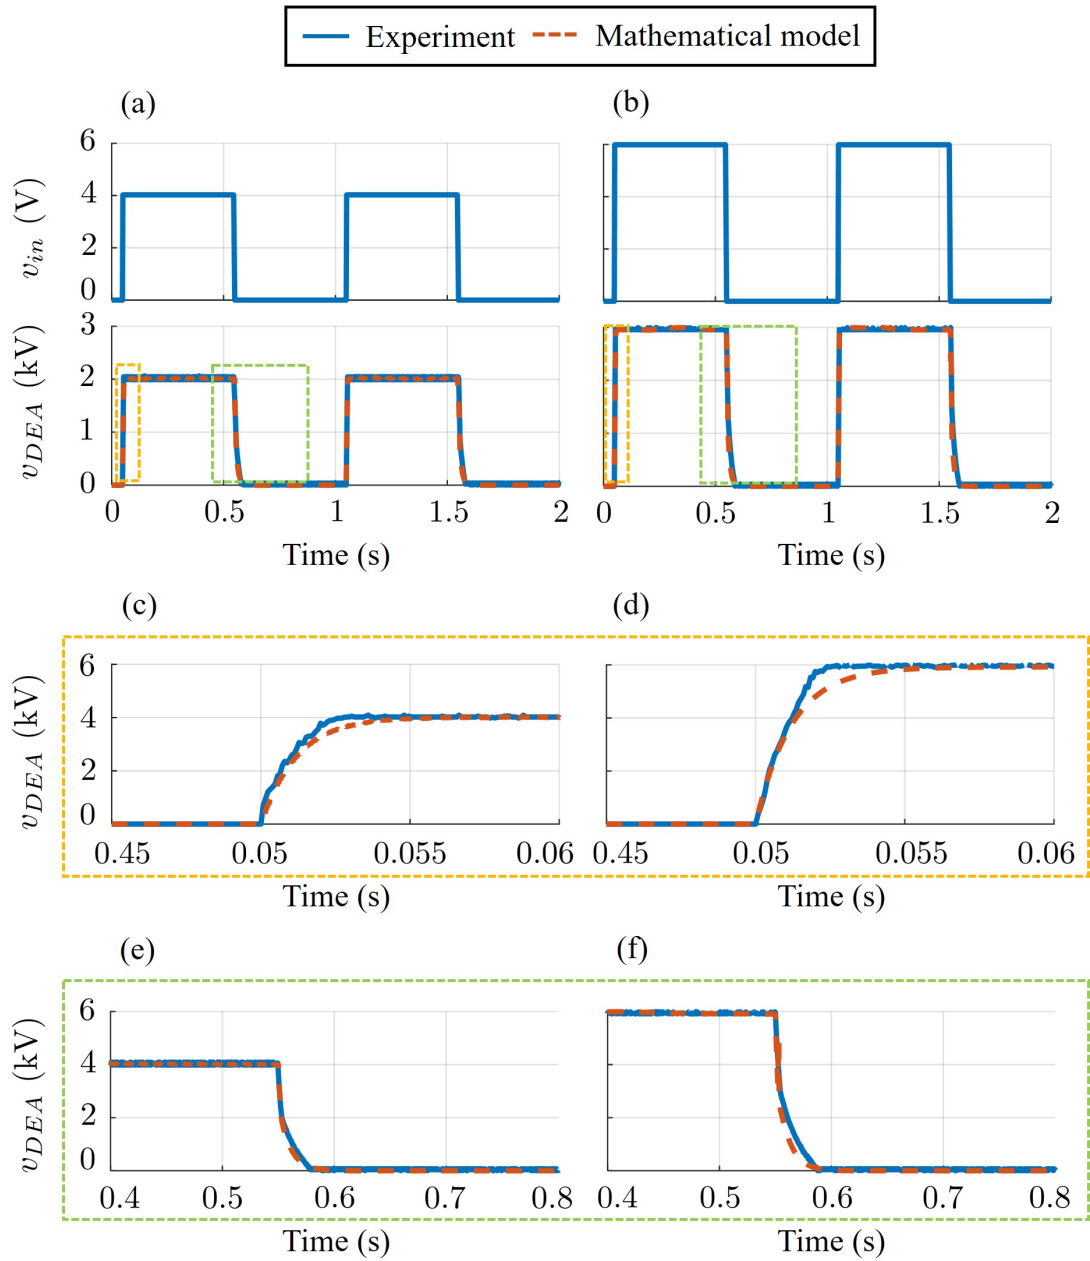 Experiment Mathematical model
(a) (b)
6
4
2
0
v_in (V)
3
2
1
0
v_DEA (kV)
0 0.5 1 1.5 2 0 0.5 1 1.5 2
Time (s) Time (s)
(c) (d)
6
4
2
0
v_DEA (kV)
0.45 0.05 0.055 0.06 0.45 0.05 0.055 0.06
Time (s) Time (s)
(e) (f)
6
4
2
0
v_DEA (kV)
0.4 0.5 0.6 0.7 0.8 0.4 0.5 0.6 0.7 0.8
Time (s) Time (s)